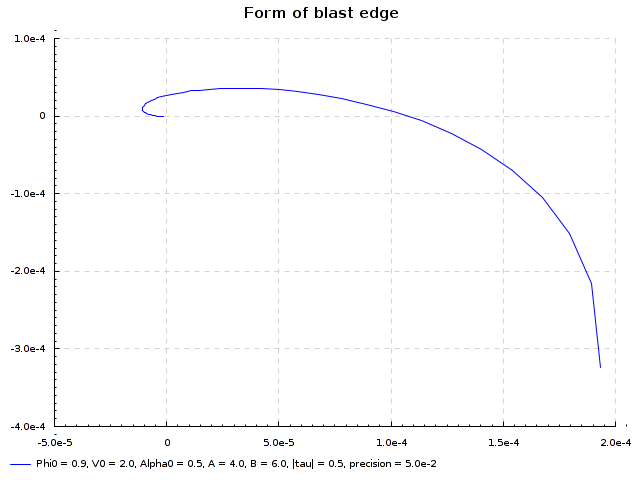 Form of blast edge
1.0e-4
0
-1.0e-4
-2.0e-4
-3.0e-4
-4.0e-4
-5.0e-5 0 5.0e-5 1.0e-4 1.5e-4 2.0e-4
Phi0 = 0.9, V0 = 2.0, Alpha0 = 0.5, A = 4.0, B = 6.0, |tau| = 0.5, precision = 5.0e-2